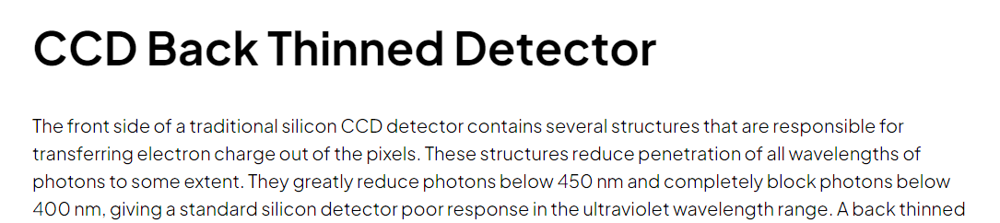 CCD Back Thinned Detector
The front side of a traditional silicon CCD detector contains several structures that are responsible for
transferring electron charge out of the pixels. These structures reduce penetration of all wavelengths of
photons to some extent. They greatly reduce photons below 450 nm and completely block photons below
400 nm, giving a standard silicon detector poor response in the ultraviolet wavelength range. A back thinned